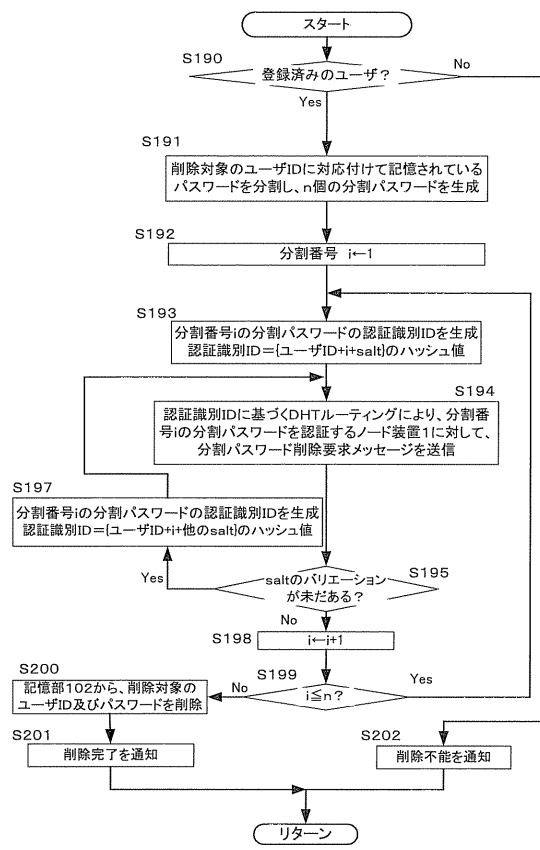 スタート
S190
登録済みのユーザ?
No
Yes
S191
削除対象のユーザIDに対応付けて記憶されている
パスワードを分割し、n個の分割パスワードを生成
S192
分割番号 i←1
S193
分割番号iの分割パスワードの認証識別IDを生成
認証識別ID={ユーザID+i+salt}のハッシュ値
S194
認証識別IDに基づくDHTルーティングにより、分割番
号iの分割パスワードを認証するノード装置1に対して、
分割パスワード削除要求メッセージを送信
S197
分割番号iの分割パスワードの認証識別IDを生成
認証識別ID={ユーザID+i+他のsalt}のハッシュ値
Yes
S195
saltのバリエーション
が未だある?
No
S198
i←i+1
S199
i≦n?
Yes
No
S200
記憶部102から、削除対象の
ユーザID及びパスワードを削除
S201
削除完了を通知
S202
削除不能を通知
リターン